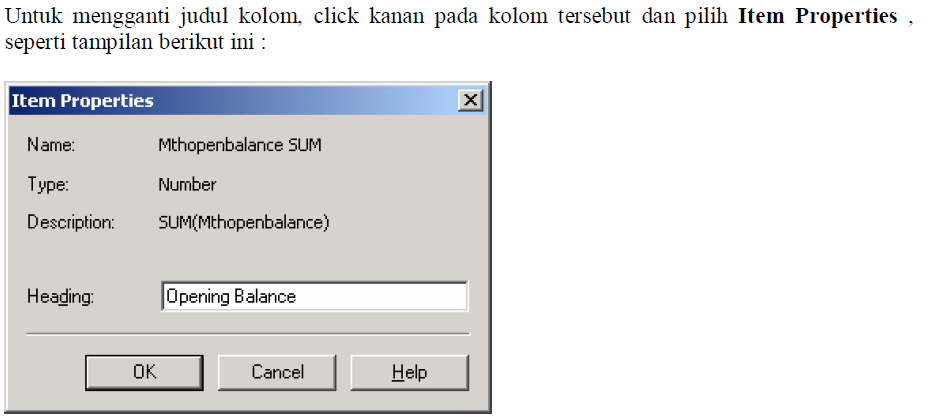 Untuk mengganti judul kolom, click kanan pada kolom tersebut dan pilih Item Properties ,
seperti tampilan berikut ini :
Item Properties
Name: Mthopenbalance SUM
Type: Number
Description: SUM(Mthopenbalance)
Heading: Opening Balance
OK Cancel Help